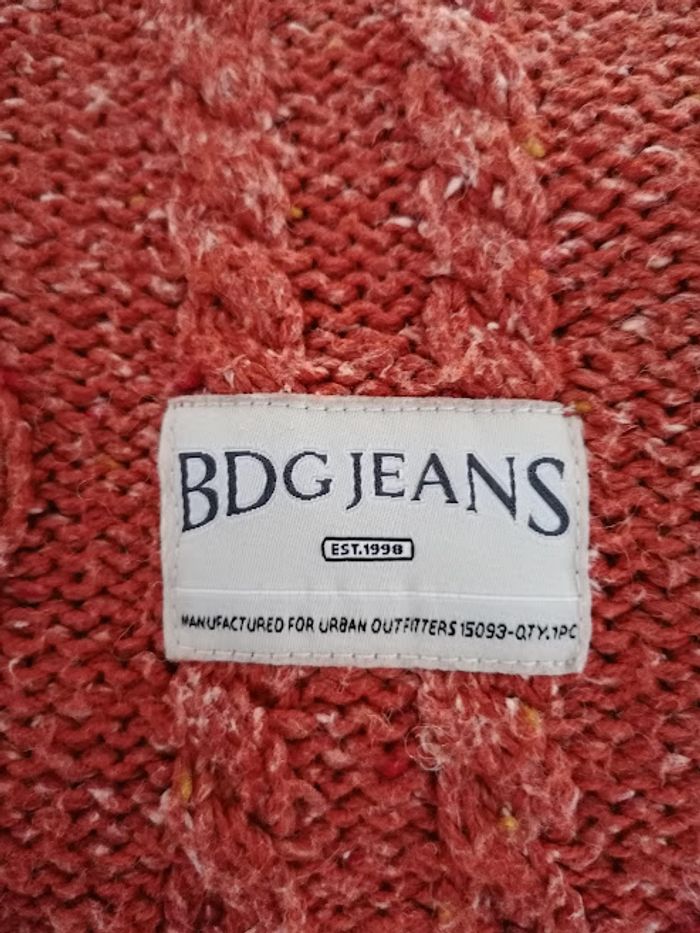 BDG JEANS
EST.1998
MANUFACTURED FOR URBAN OUTFITTERS 15093-QTY.1PC